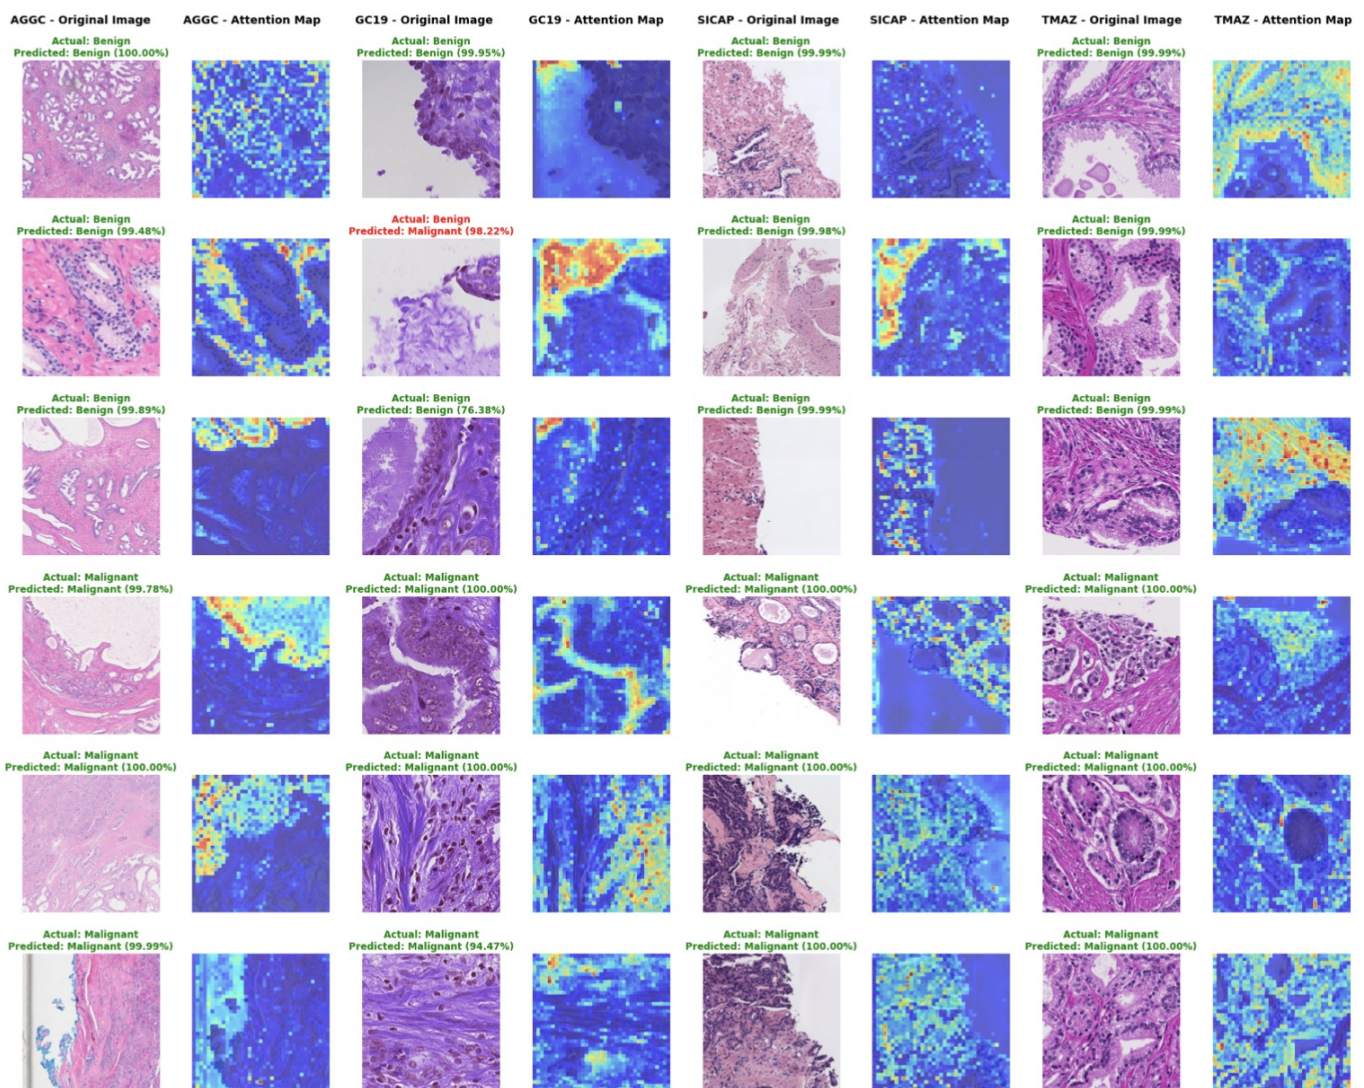 AGGC - Original Image AGGC - Attention Map GC19 - Original Image GC19 - Attention Map SICAP - Original Image SICAP - Attention Map TMAZ - Original Image TMAZ - Attention Map
Actual: Benign Actual: Benign Actual: Benign Actual: Benign
Predicted: Benign (100.00%) Predicted: Benign (99.95%) Predicted: Benign (99.99%) Predicted: Benign (99.99%)
Actual: Benign Actual: Benign Actual: Benign Actual: Benign
Predicted: Benign (99.48%) Predicted: Malignant (98.22%) Predicted: Benign (99.98%) Predicted: Benign (99.99%)
Actual: Benign Actual: Benign Actual: Benign Actual: Benign
Predicted: Benign (99.89%) Predicted: Benign (76.38%) Predicted: Benign (99.99%) Predicted: Benign (99.99%)
Actual: Malignant Actual: Malignant Actual: Malignant Actual: Malignant
Predicted: Malignant (99.78%) Predicted: Malignant (100.00%) Predicted: Malignant (100.00%) Predicted: Malignant (100.00%)
Actual: Malignant Actual: Malignant Actual: Malignant Actual: Malignant
Predicted: Malignant (100.00%) Predicted: Malignant (100.00%) Predicted: Malignant (100.00%) Predicted: Malignant (100.00%)
Actual: Malignant Actual: Malignant Actual: Malignant Actual: Malignant
Predicted: Malignant (99.99%) Predicted: Malignant (94.47%) Predicted: Malignant (100.00%) Predicted: Malignant (100.00%)